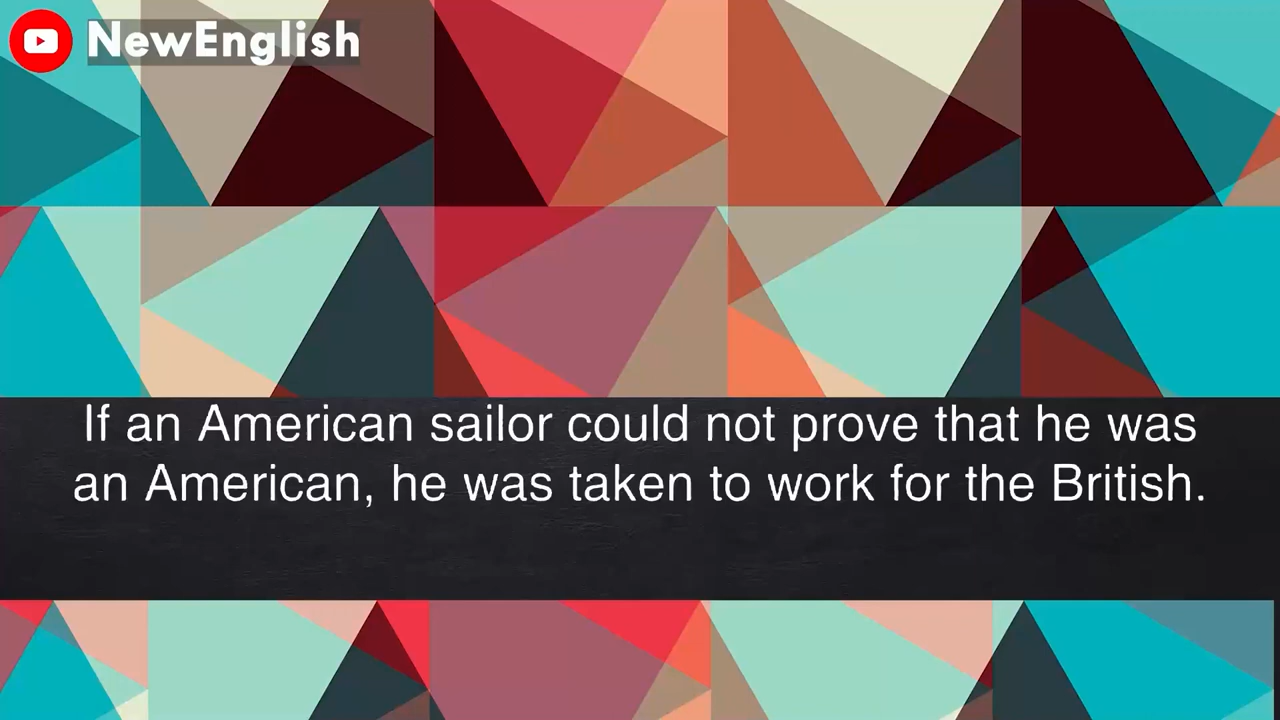 NewEnglish
If an American sailor could not prove that he was
an American, he was taken to work for the British.